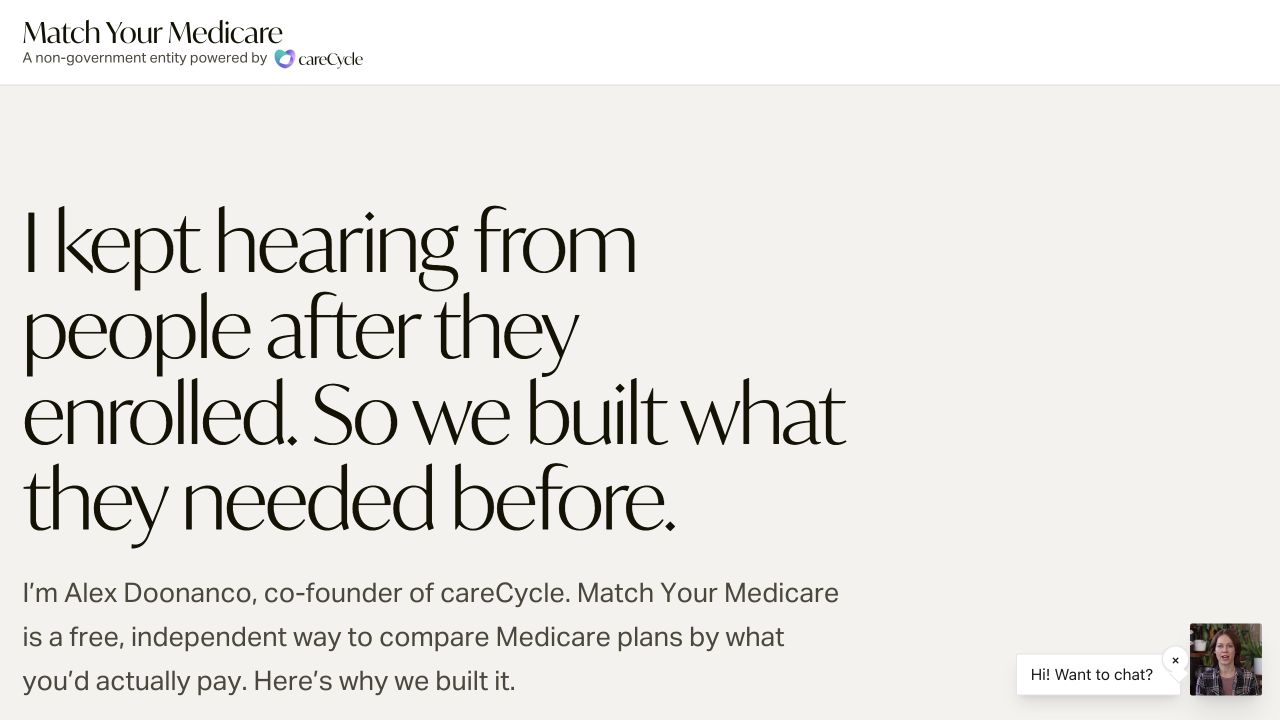 Match Your Medicare
A non-government entity powered by careCycle
I kept hearing from
people after they
enrolled. So we built what
they needed before.
I’m Alex Doonanco, co-founder of careCycle. Match Your Medicare
is a free, independent way to compare Medicare plans by what
you’d actually pay. Here’s why we built it.
Hi! Want to chat?